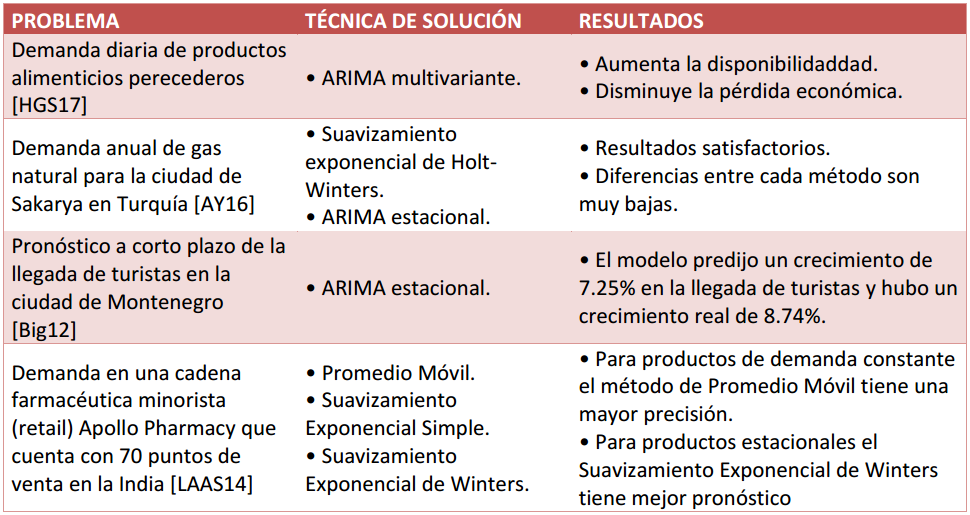 PROBLEMA
TÉCNICA DE SOLUCIÓN
RESULTADOS
Demanda diaria de productos
alimenticios perecederos
[HGS17]
• ARIMA multivariante.
• Aumenta la disponibilidaddad.
• Disminuye la pérdida económica.
Demanda anual de gas
natural para la ciudad de
Sakarya en Turquía [AY16]
• Suavizamiento
exponencial de Holt-
Winters.
• ARIMA estacional.
• Resultados satisfactorios.
• Diferencias entre cada método son
muy bajas.
Pronóstico a corto plazo de la
llegada de turistas en la
ciudad de Montenegro
[Big12]
• ARIMA estacional.
• El modelo predijo un crecimiento de
7.25% en la llegada de turistas y hubo un
crecimiento real de 8.74%.
Demanda en una cadena
farmacéutica minorista
(retail) Apollo Pharmacy que
cuenta con 70 puntos de
venta en la India [LAAS14]
• Promedio Móvil.
• Suavizamiento
Exponencial Simple.
• Suavizamiento
Exponencial de Winters.
• Para productos de demanda constante
el método de Promedio Móvil tiene una
mayor precisión.
• Para productos estacionales el
Suavizamiento Exponencial de Winters
tiene mejor pronóstico